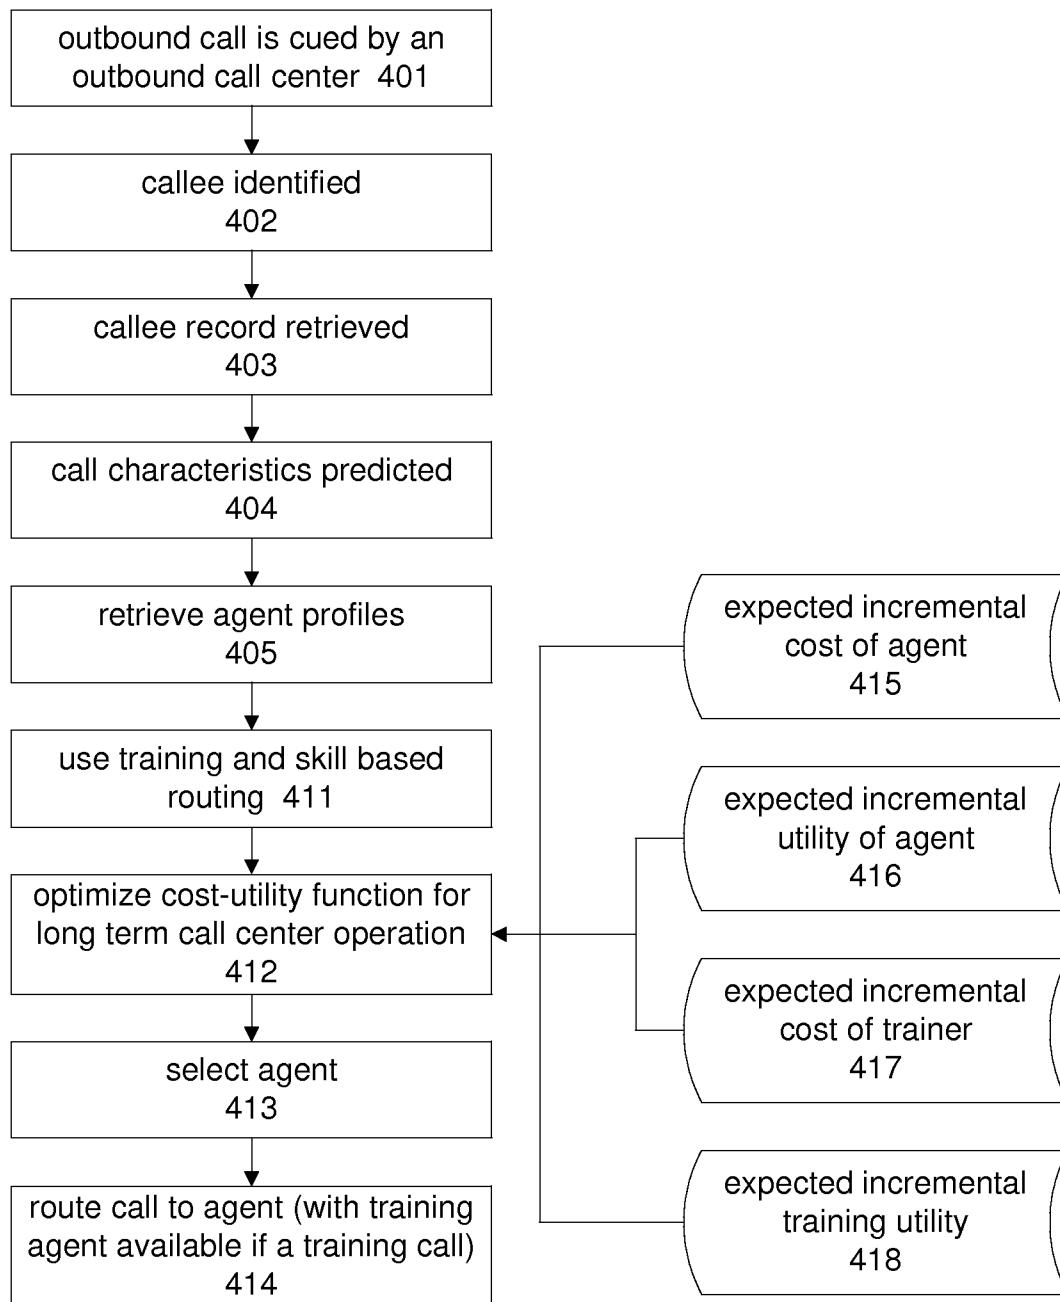 outbound call is cued by an
outbound call center 401
callee identified
402
callee record retrieved
403
call characteristics predicted
404
retrieve agent profiles
405
use training and skill based
routing 411
optimize cost-utility function for
long term call center operation
412
select agent
413
route call to agent (with training
agent available if a training call)
414
expected incremental
cost of agent
415
expected incremental
utility of agent
416
expected incremental
cost of trainer
417
expected incremental
training utility
418